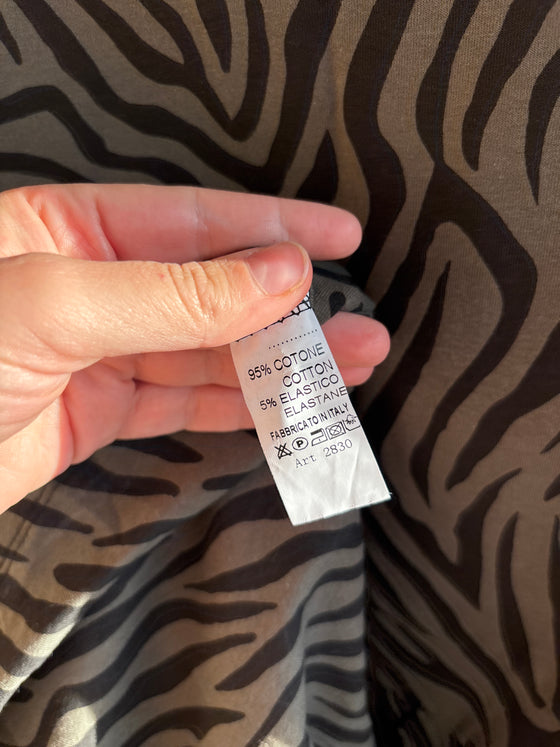 95% COTONE
COTTON
5% ELASTICO
ELASTANE
FABBRICATO IN ITALY
P
Art 2830